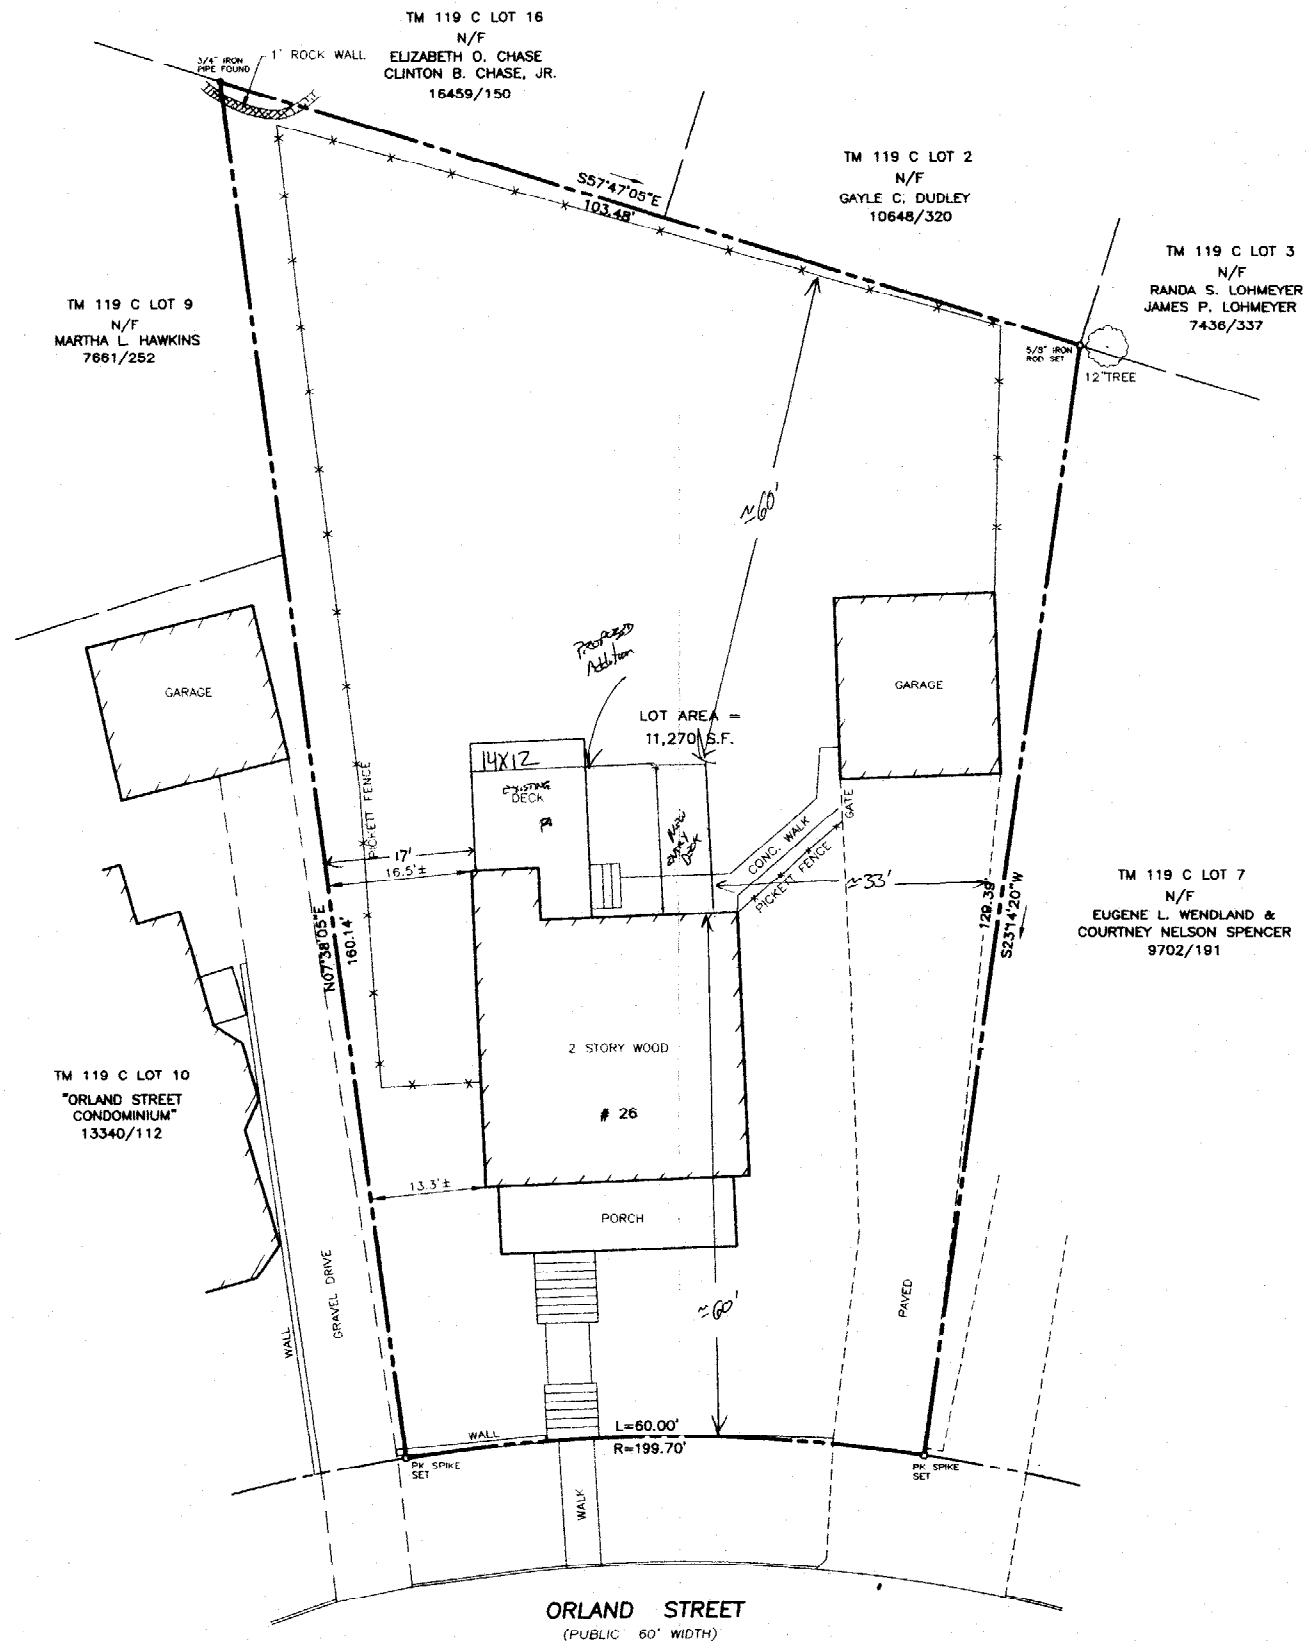 TM 119 C LOT 16
N/F
ELIZABETH O. CHASE
CLINTON B. CHASE, JR.
16459/150
3/4" IRON
PIPE FOUND
1' ROCK WALL
S57°47'05"E
103.48'
TM 119 C LOT 2
N/F
GAYLE C. DUDLEY
10648/320
TM 119 C LOT 3
N/F
RANDA S. LOHMEYER
JAMES P. LOHMEYER
7436/337
TM 119 C LOT 9
N/F
MARTHA L. HAWKINS
7661/252
5/8" IRON
ROD SET
12"TREE
≈60'
PROPOSED
Addition
GARAGE
GARAGE
LOT AREA =
11,270 S.F.
14X12
EXISTING
DECK
New
entry
Deck
PICKETT FENCE
GATE
CONC. WALK
PICKETT FENCE
17'
16.5'±
≈33'
N07°38'05"E
160.14'
129.39'
S23°14'20"W
TM 119 C LOT 7
N/F
EUGENE L. WENDLAND &
COURTNEY NELSON SPENCER
9702/191
2 STORY WOOD
# 26
TM 119 C LOT 10
"ORLAND STREET
CONDOMINIUM"
13340/112
13.3'±
PORCH
GRAVEL DRIVE
WALL
≈60'
PAVED
L=60.00'
R=199.70'
WALL
PK SPIKE
SET
PK SPIKE
SET
WALK
ORLAND STREET
(PUBLIC 60' WIDTH)